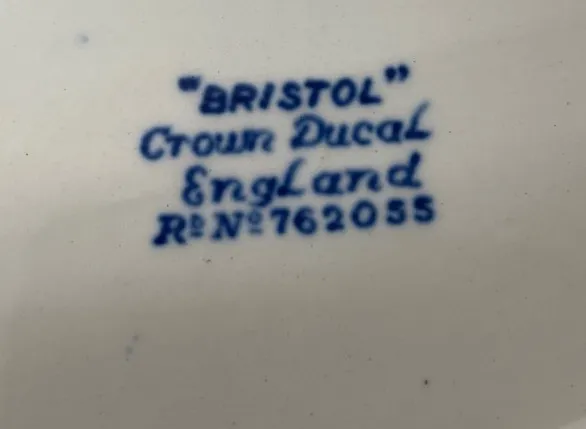 "BRISTOL"
Crown Ducal
England
Rᴰ Nº 762055